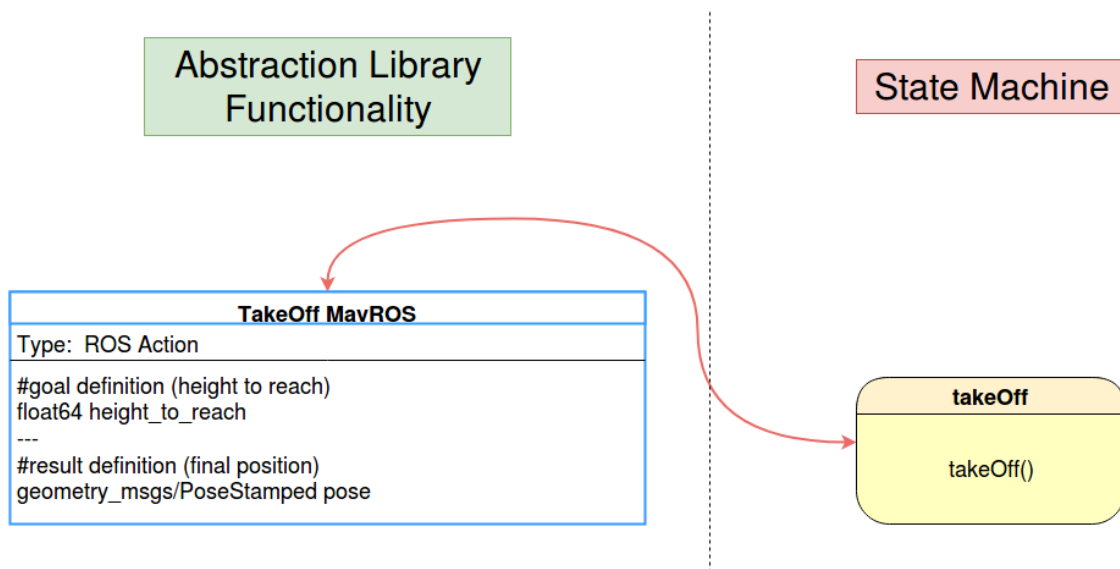 Abstraction Library
Functionality
State Machine
TakeOff MavROS
Type:  ROS Action
#goal definition (height to reach)
float64 height_to_reach
---
#result definition (final position)
geometry_msgs/PoseStamped pose
takeOff
takeOff()